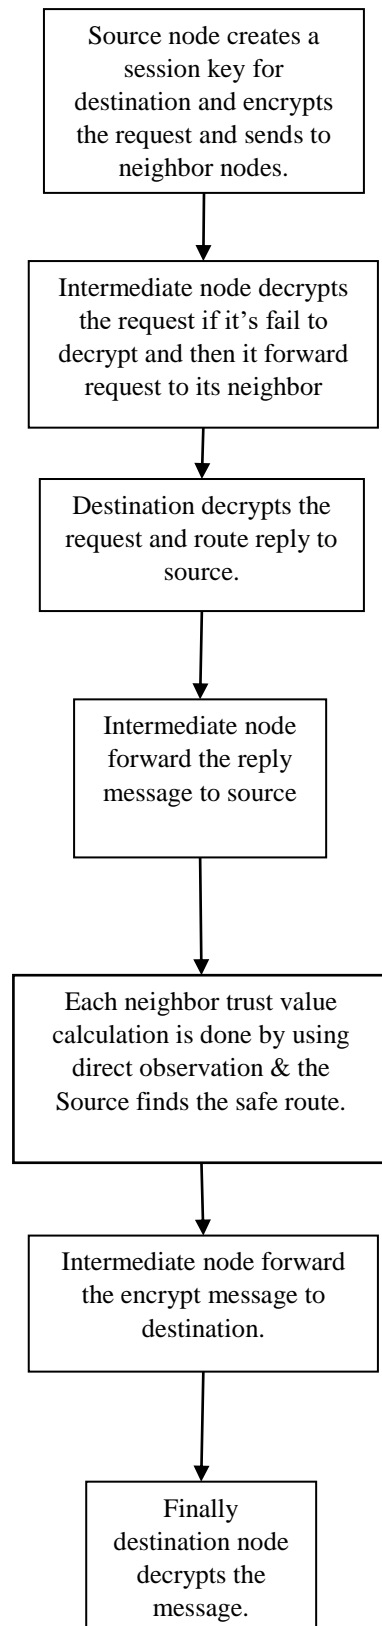 Source node creates a
session key for
destination and encrypts
the request and sends to
neighbor nodes.
Intermediate node decrypts
the request if it’s fail to
decrypt and then it forward
request to its neighbor
Destination decrypts the
request and route reply to
source.
Intermediate node
forward the reply
message to source
Each neighbor trust value
calculation is done by using
direct observation & the
Source finds the safe route.
Intermediate node forward
the encrypt message to
destination.
Finally
destination node
decrypts the
message.